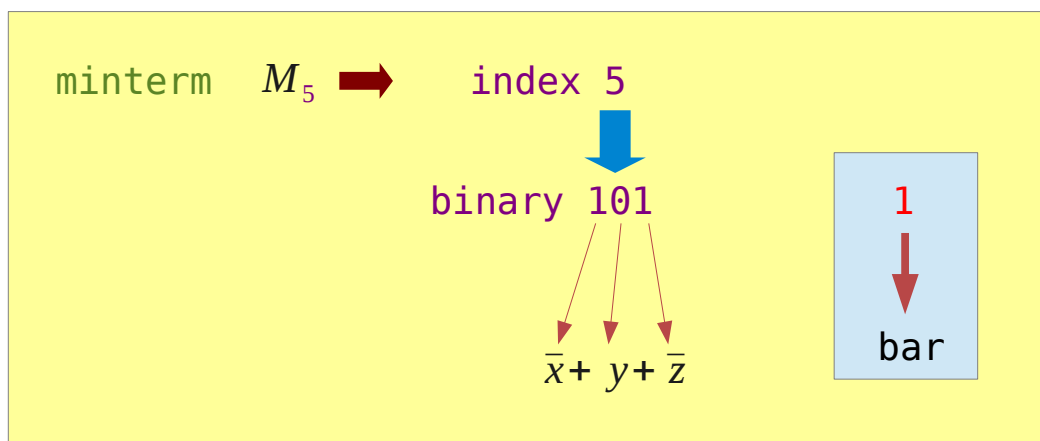 minterm M₅ index 5
binary 101
1
bar
x̅ + y + z̅